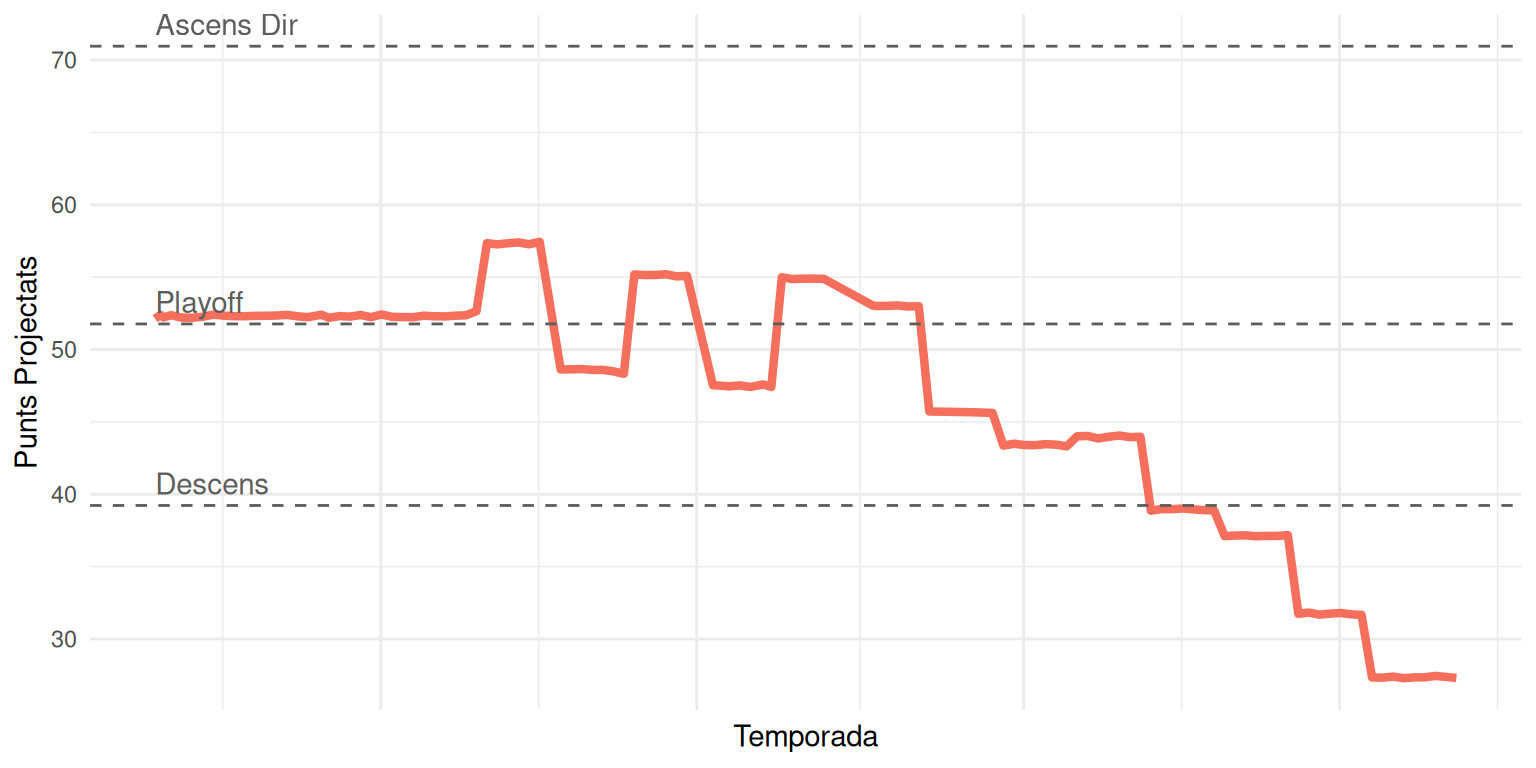 Ascens Dir
70
60
Playoff
50
Descens
40
30
Punts Projectats
Temporada